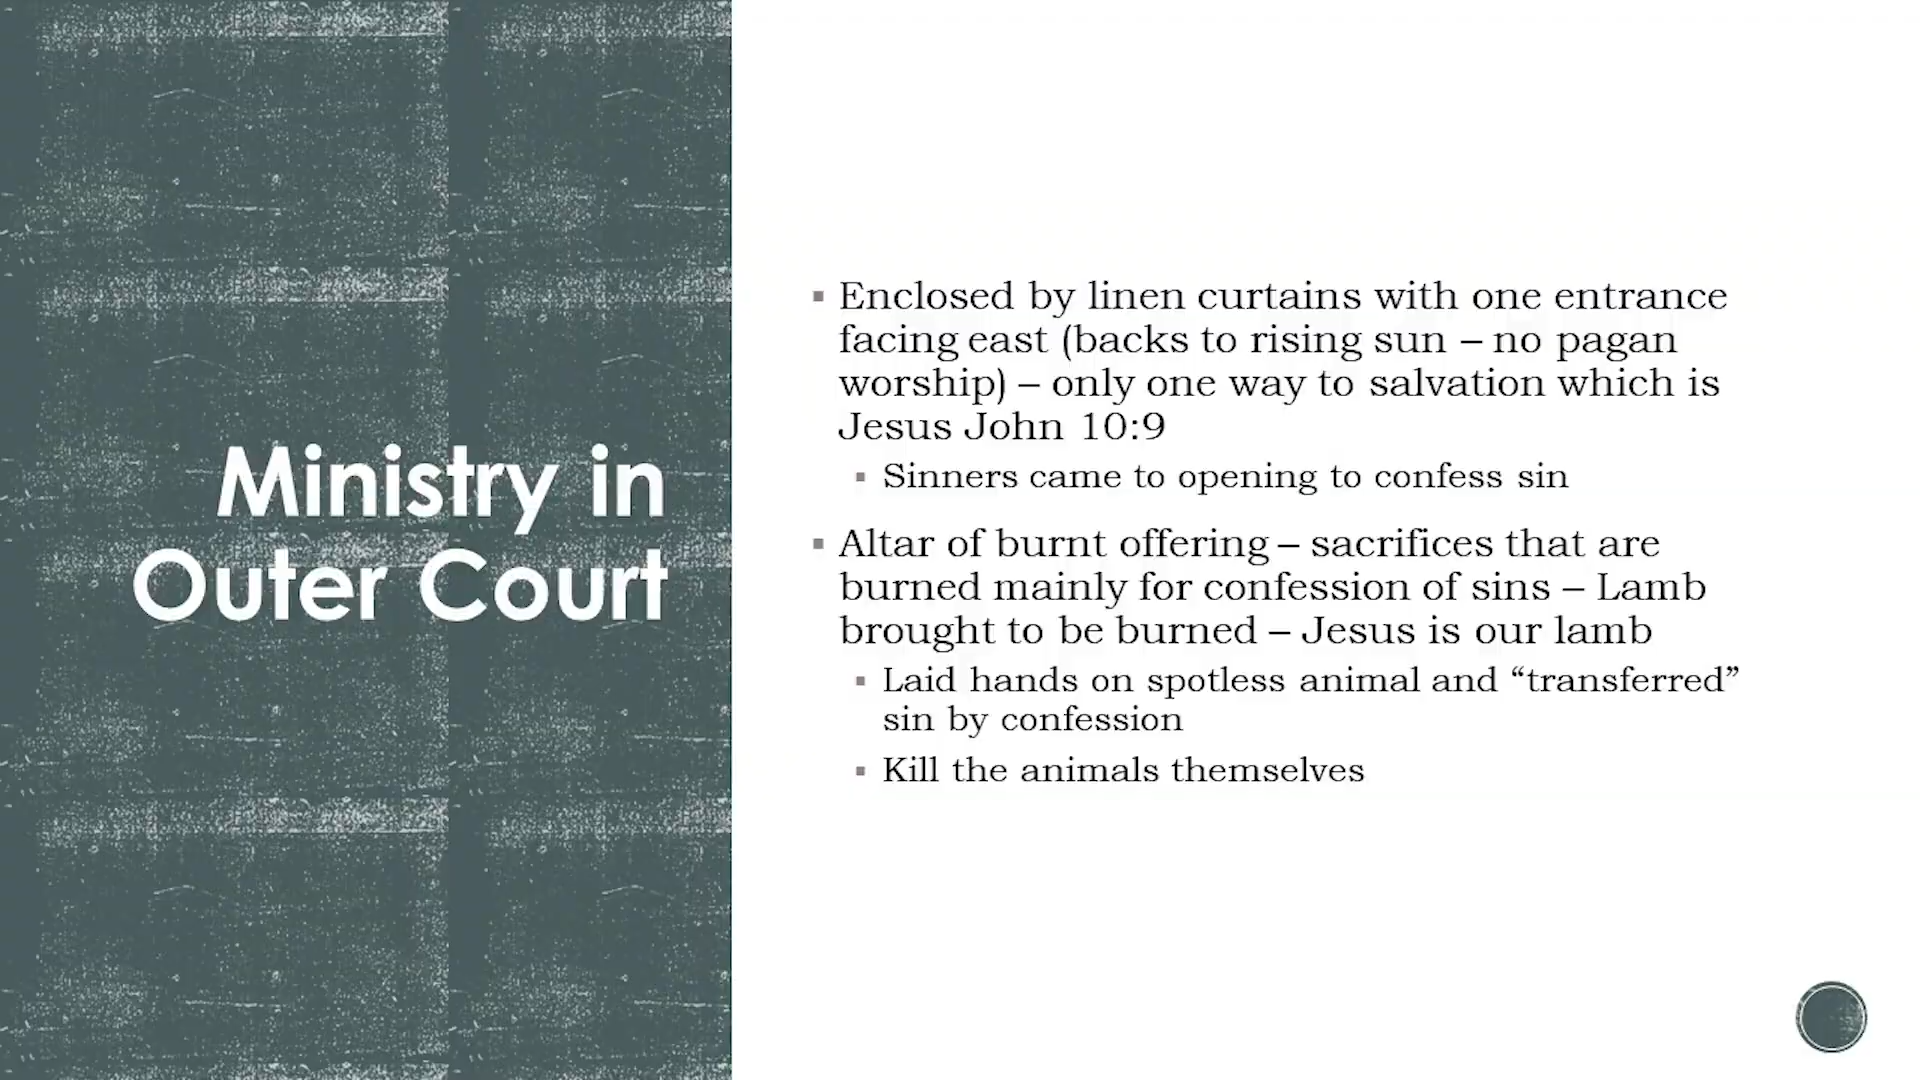 Ministry in
Outer Court
▪ Enclosed by linen curtains with one entrance
facing east (backs to rising sun – no pagan
worship) – only one way to salvation which is
Jesus John 10:9
▪ Sinners came to opening to confess sin
▪ Altar of burnt offering – sacrifices that are
burned mainly for confession of sins – Lamb
brought to be burned – Jesus is our lamb
▪ Laid hands on spotless animal and “transferred”
sin by confession
▪ Kill the animals themselves